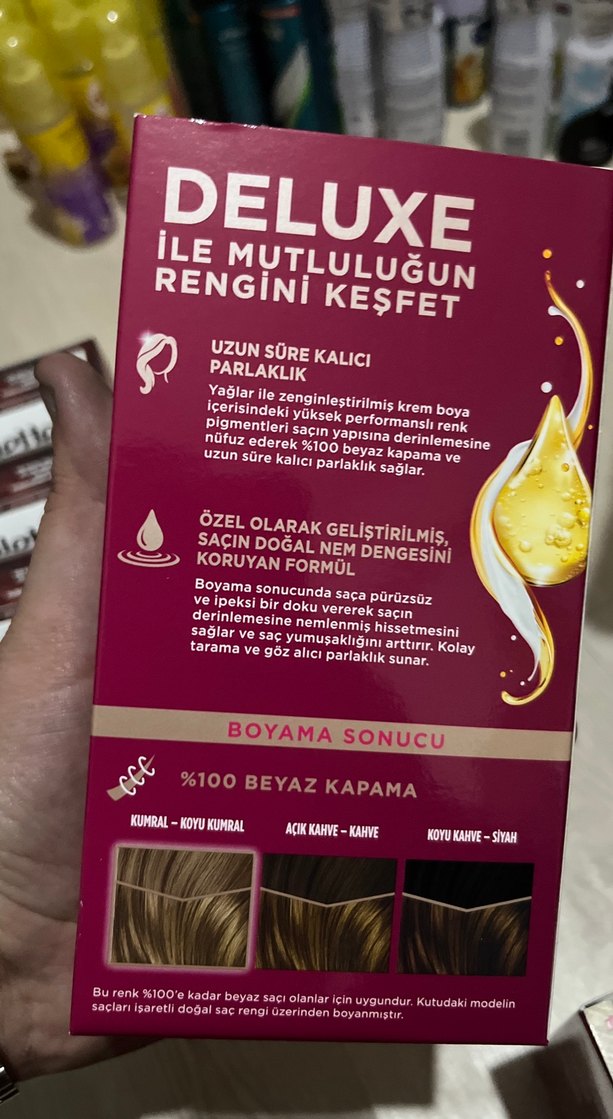 DELUXE
İLE MUTLULUĞUN
RENGİNİ KEŞFET
UZUN SÜRE KALICI
PARLAKLIK
Yağlar ile zenginleştirilmiş krem boya
içerisindeki yüksek performanslı renk
pigmentleri saçın yapısına derinlemesine
nüfuz ederek %100 beyaz kapama ve
uzun süre kalıcı parlaklık sağlar.
ÖZEL OLARAK GELİŞTİRİLMİŞ,
SAÇIN DOĞAL NEM DENGESİNİ
KORUYAN FORMÜL
Boyama sonucunda saça pürüzsüz
ve ipeksi bir doku vererek saçın
derinlemesine nemlenmiş hissetmesini
sağlar ve saç yumuşaklığını arttırır. Kolay
tarama ve göz alıcı parlaklık sunar.
BOYAMA SONUCU
%100 BEYAZ KAPAMA
KUMRAL – KOYU KUMRAL
AÇIK KAHVE – KAHVE
KOYU KAHVE – SİYAH
Bu renk %100'e kadar beyaz saçı olanlar için uygundur. Kutudaki modelin
saçları işaretli doğal saç rengi üzerinden boyanmıştır.